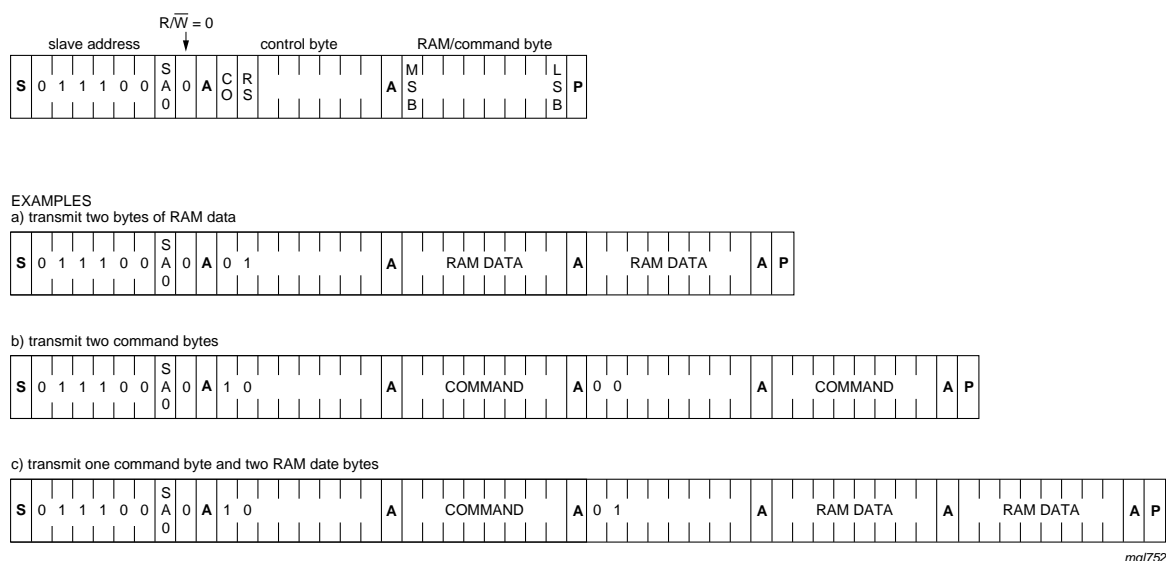 R/W̅ = 0
slave address control byte RAM/command byte
S 0 1 1 1 0 0 SA0 0 A CO RS A MSB LSB P
EXAMPLES
a) transmit two bytes of RAM data
S 0 1 1 1 0 0 SA0 0 A 0 1 A RAM DATA A RAM DATA A P
b) transmit two command bytes
S 0 1 1 1 0 0 SA0 0 A 1 0 A COMMAND A 0 0 A COMMAND A P
c) transmit one command byte and two RAM date bytes
S 0 1 1 1 0 0 SA0 0 A 1 0 A COMMAND A 0 1 A RAM DATA A RAM DATA A P
mgl752